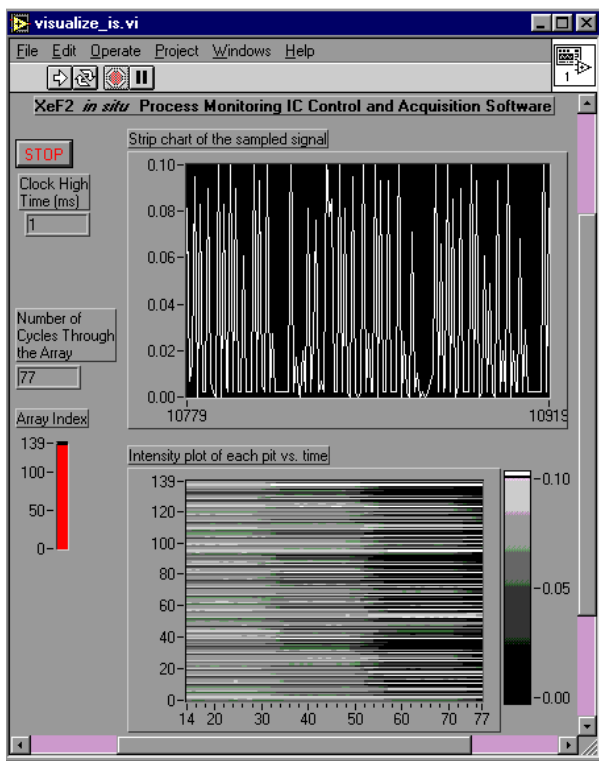 visualize_is.vi
File Edit Operate Project Windows Help
1
XeF2 in situ Process Monitoring IC Control and Acquisition Software
STOP
Clock High
Time (ms)
1
Number of
Cycles Through
the Array
77
Array Index
139
100
50
0
Strip chart of the sampled signal
0.10
0.08
0.06
0.04
0.02
0.00
10779 10919
Intensity plot of each pit vs. time
139
120
100
80
60
40
20
0
14 20 30 40 50 60 70 77
0.10
0.05
0.00